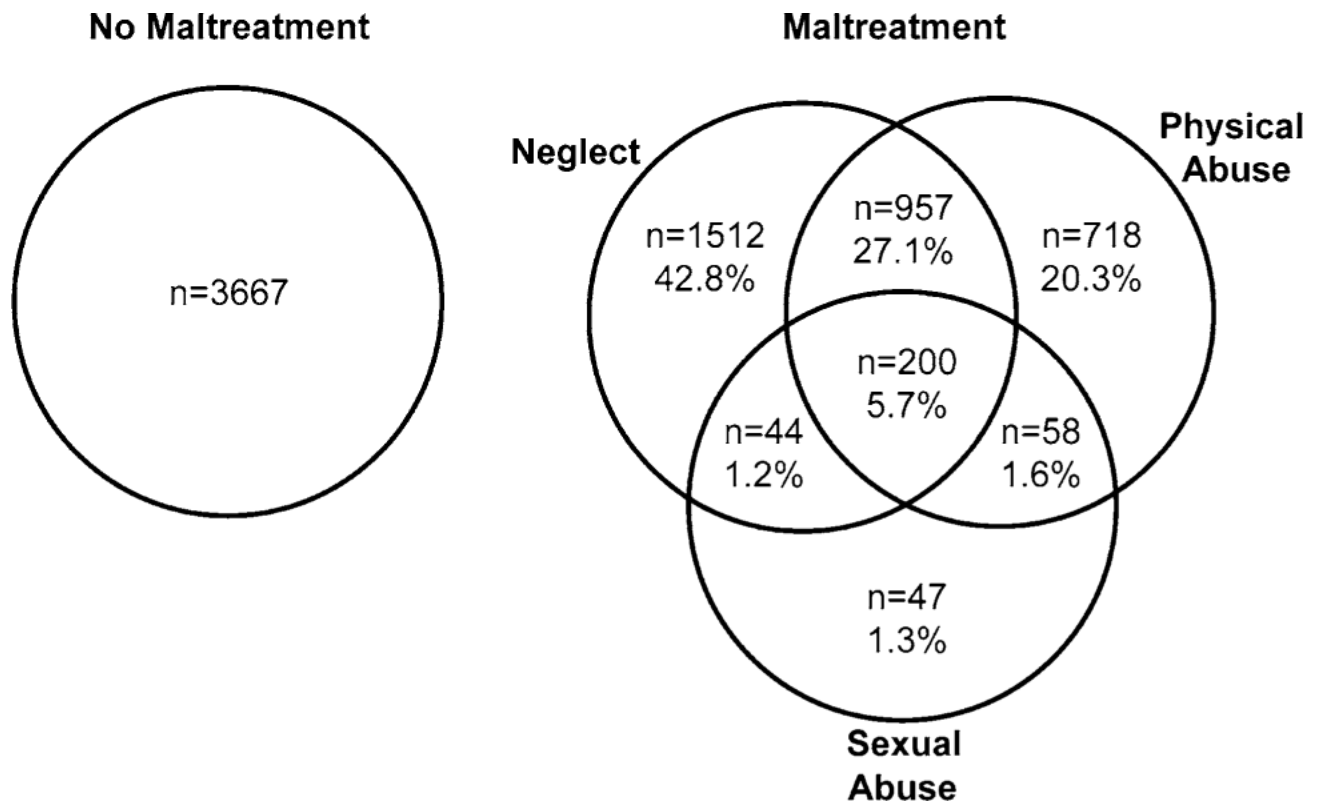 No Maltreatment
Maltreatment
Neglect
Physical
Abuse
n=3667
n=1512
42.8%
n=957
27.1%
n=718
20.3%
n=200
5.7%
n=44
1.2%
n=58
1.6%
n=47
1.3%
Sexual
Abuse